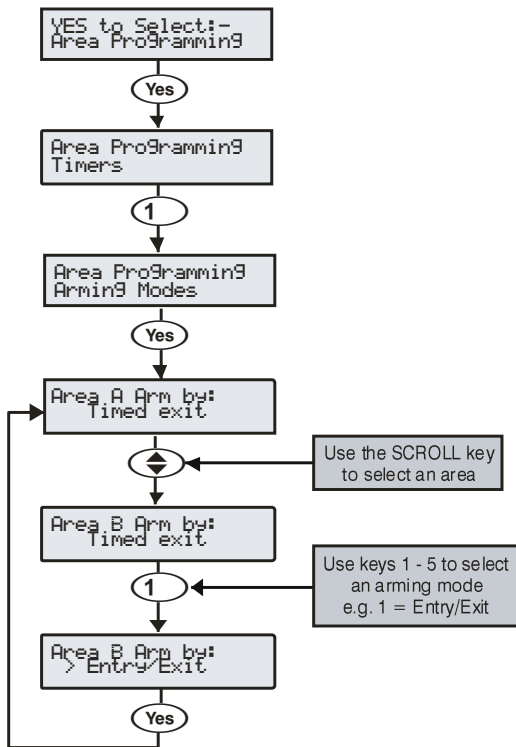 YES to Select:-
Area Programming
Yes
Area Programming
Timers
1
Area Programming
Arming Modes
Yes
Area A Arm by:
Timed exit
Use the SCROLL key
to select an area
Area B Arm by:
Timed exit
Use keys 1 - 5 to select
an arming mode
e.g. 1 = Entry/Exit
1
Area B Arm by:
> Entry/Exit
Yes